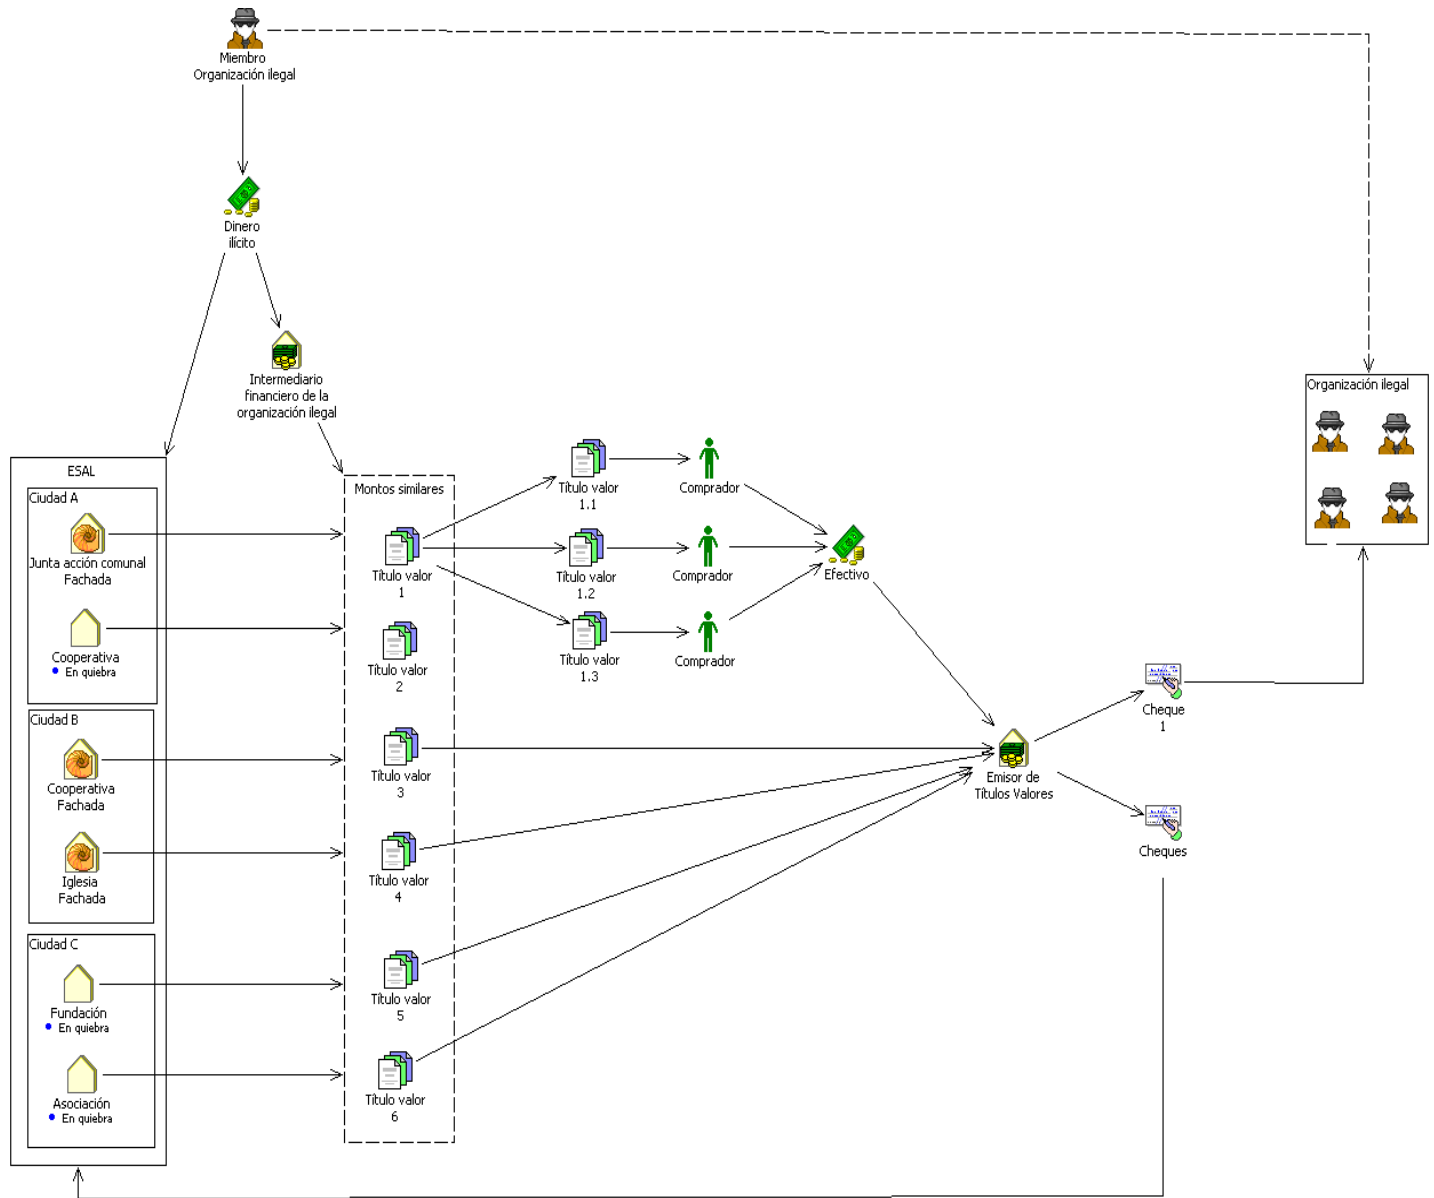 Miembro
Organización ilegal
Dinero
ilícito
Intermediario
financiero de la
organización ilegal
Organización ilegal
ESAL
Ciudad A
Junta acción comunal
Fachada
Cooperativa
En quiebra
Ciudad B
Cooperativa
Fachada
Iglesia
Fachada
Ciudad C
Fundación
En quiebra
Asociación
En quiebra
Montos similares
Título valor
1
Título valor
2
Título valor
3
Título valor
4
Título valor
5
Título valor
6
Título valor
1.1
Título valor
1.2
Título valor
1.3
Comprador
Comprador
Comprador
Efectivo
Emisor de
Títulos Valores
Cheque
1
Cheques